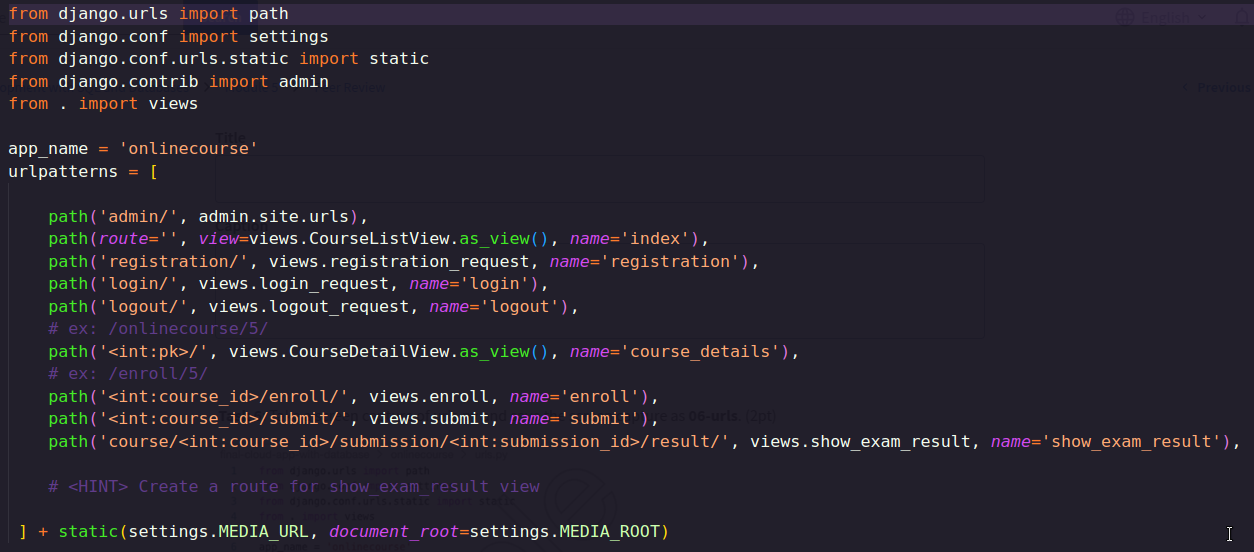 from django.urls import path
from django.conf import settings
from django.conf.urls.static import static
from django.contrib import admin
from . import views
app_name = 'onlinecourse'
urlpatterns = [
path('admin/', admin.site.urls),
path(route='', view=views.CourseListView.as_view(), name='index'),
path('registration/', views.registration_request, name='registration'),
path('login/', views.login_request, name='login'),
path('logout/', views.logout_request, name='logout'),
# ex: /onlinecourse/5/
path('<int:pk>/', views.CourseDetailView.as_view(), name='course_details'),
# ex: /enroll/5/
path('<int:course_id>/enroll/', views.enroll, name='enroll'),
path('<int:course_id>/submit/', views.submit, name='submit'),
path('course/<int:course_id>/submission/<int:submission_id>/result/', views.show_exam_result, name='show_exam_result'),
# <HINT> Create a route for show_exam_result view
] + static(settings.MEDIA_URL, document_root=settings.MEDIA_ROOT)
English
Previous
Title